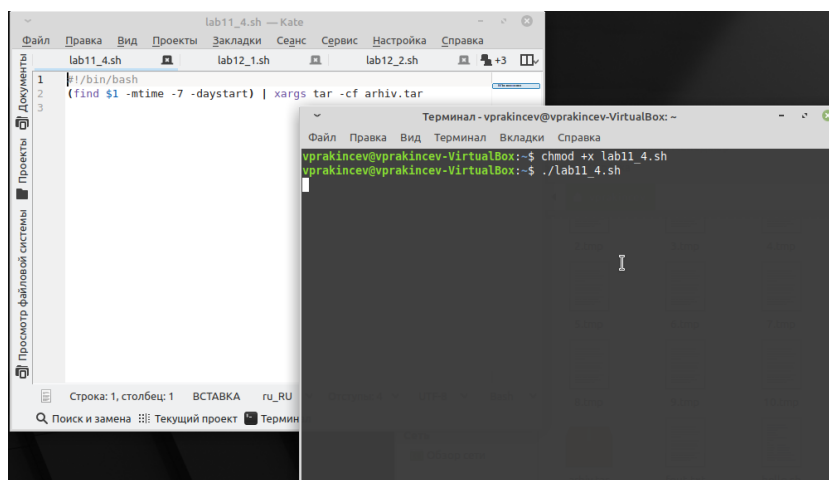 lab11_4.sh — Kate
Файл Правка Вид Проекты Закладки Сеанс Сервис Настройка Справка
lab11_4.sh lab12_1.sh lab12_2.sh +3
Документы
Проекты
Просмотр файловой системы
1 #!/bin/bash
2 (find $1 -mtime -7 -daystart) | xargs tar -cf arhiv.tar
3
Строка: 1, столбец: 1 ВСТАВКА ru_RU
Поиск и замена Текущий проект Термин
Терминал - vprakincev@vprakincev-VirtualBox: ~
Файл Правка Вид Терминал Вкладки Справка
vprakincev@vprakincev-VirtualBox:~$ chmod +x lab11_4.sh
vprakincev@vprakincev-VirtualBox:~$ ./lab11_4.sh